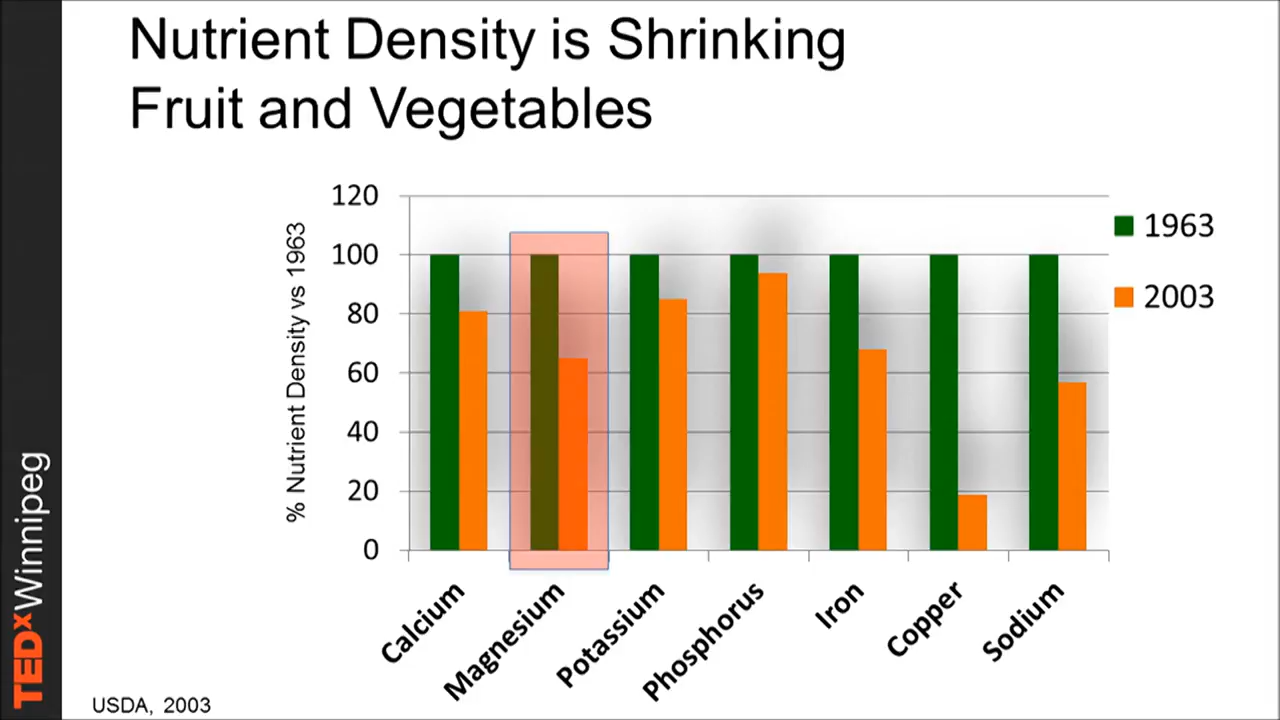 Nutrient Density is Shrinking
Fruit and Vegetables
% Nutrient Density vs 1963
120
100
80
60
40
20
0
1963
2003
Calcium
Magnesium
Potassium
Phosphorus
Iron
Copper
Sodium
TEDxWinnipeg
USDA, 2003